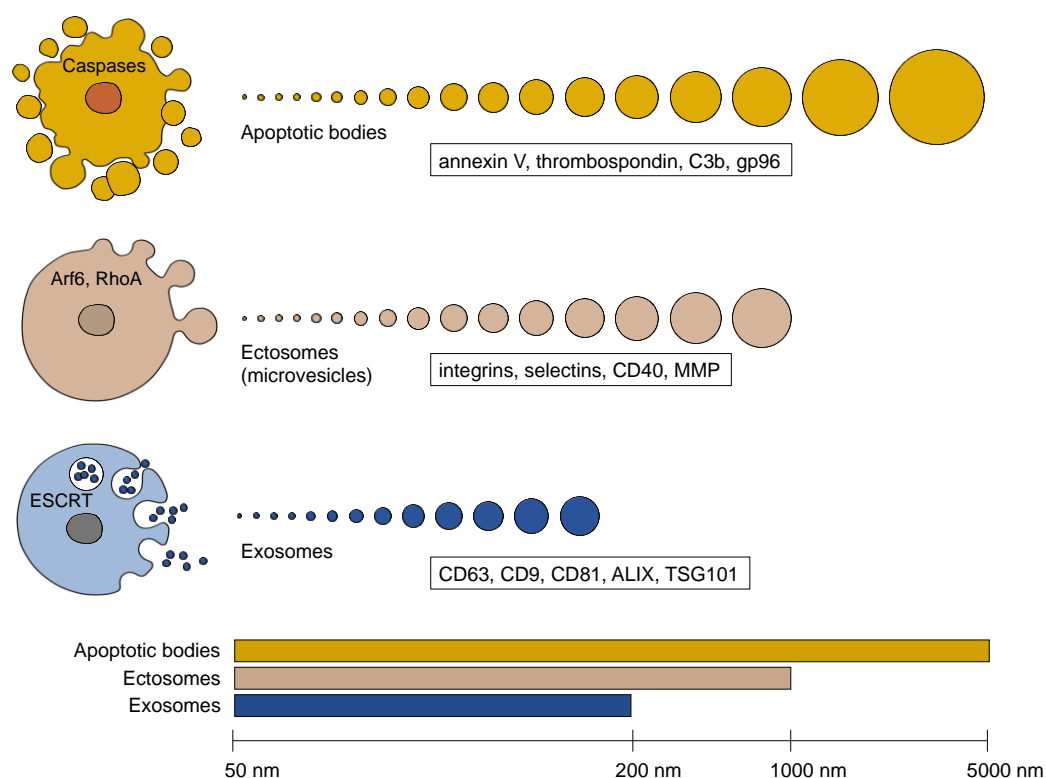 Caspases
Apoptotic bodies
annexin V, thrombospondin, C3b, gp96
Arf6, RhoA
Ectosomes
(microvesicles)
integrins, selectins, CD40, MMP
ESCRT
Exosomes
CD63, CD9, CD81, ALIX, TSG101
Apoptotic bodies
Ectosomes
Exosomes
50 nm 200 nm 1000 nm 5000 nm